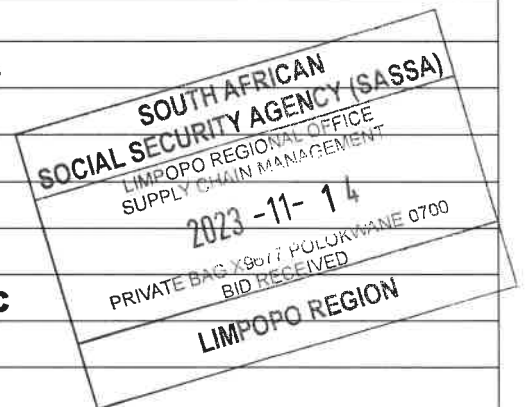 SOUTH AFRICAN
SOCIAL SECURITY AGENCY (SASSA)
LIMPOPO REGIONAL OFFICE
SUPPLY CHAIN MANAGEMENT
2023 -11- 14
PRIVATE BAG X9677 POLOKWANE 0700
BID RECEIVED
LIMPOPO REGION
C